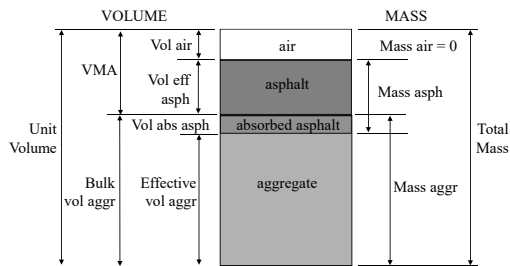 VOLUME
MASS
Vol air
air
Mass air = 0
VMA
Vol eff
asph
asphalt
Mass asph
Vol abs asph
absorbed asphalt
Unit
Volume
Total
Mass
Bulk
vol aggr
Effective
vol aggr
aggregate
Mass aggr